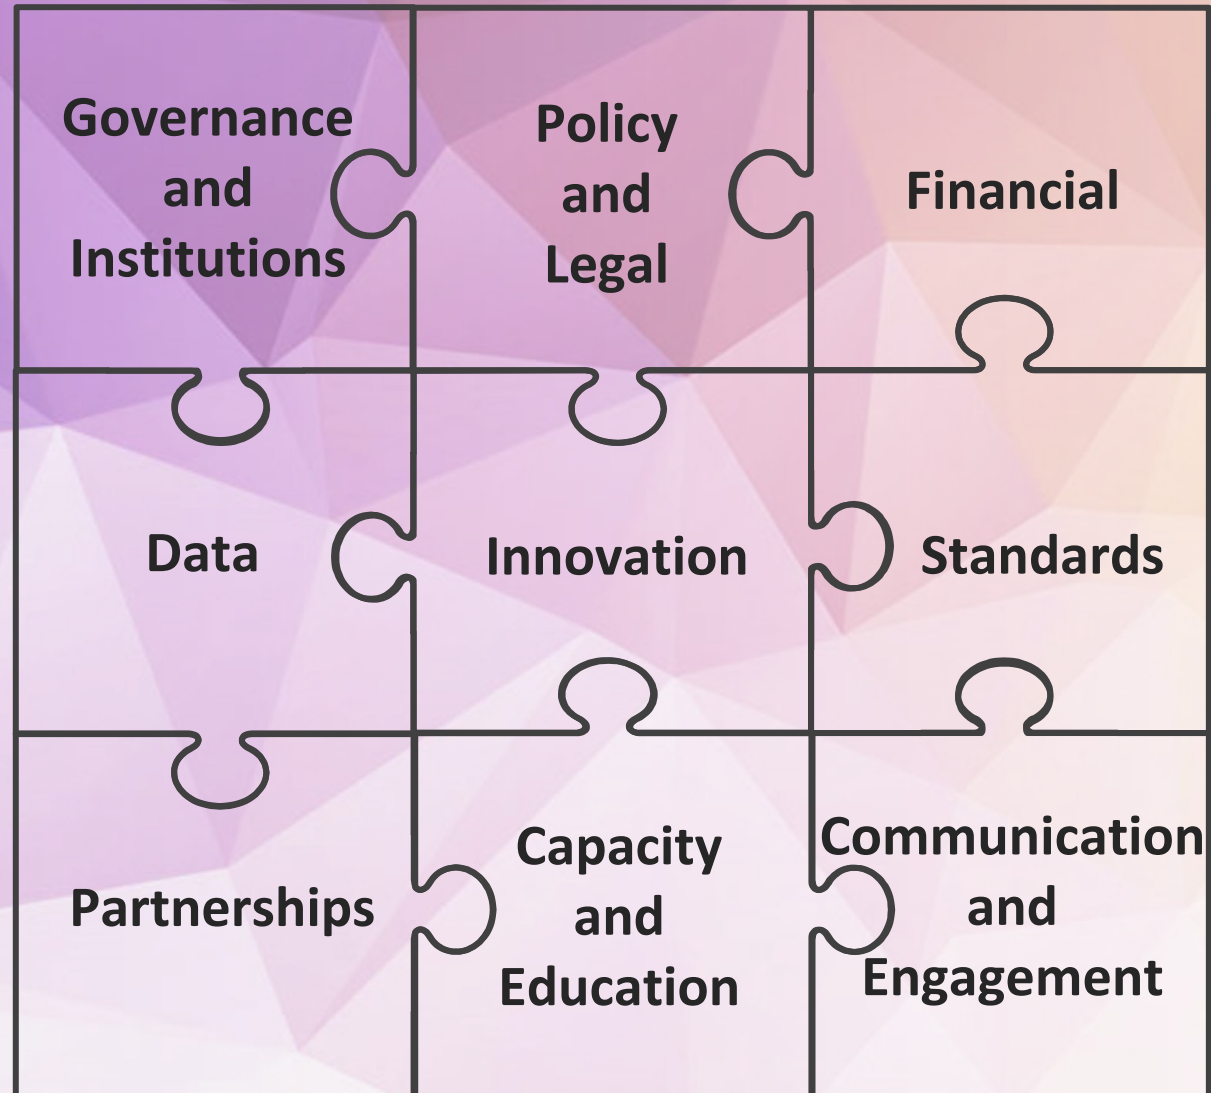 Governance
and
Institutions
Policy
and
Legal
Financial
Data
Innovation
Standards
Partnerships
Capacity
and
Education
Communication
and
Engagement